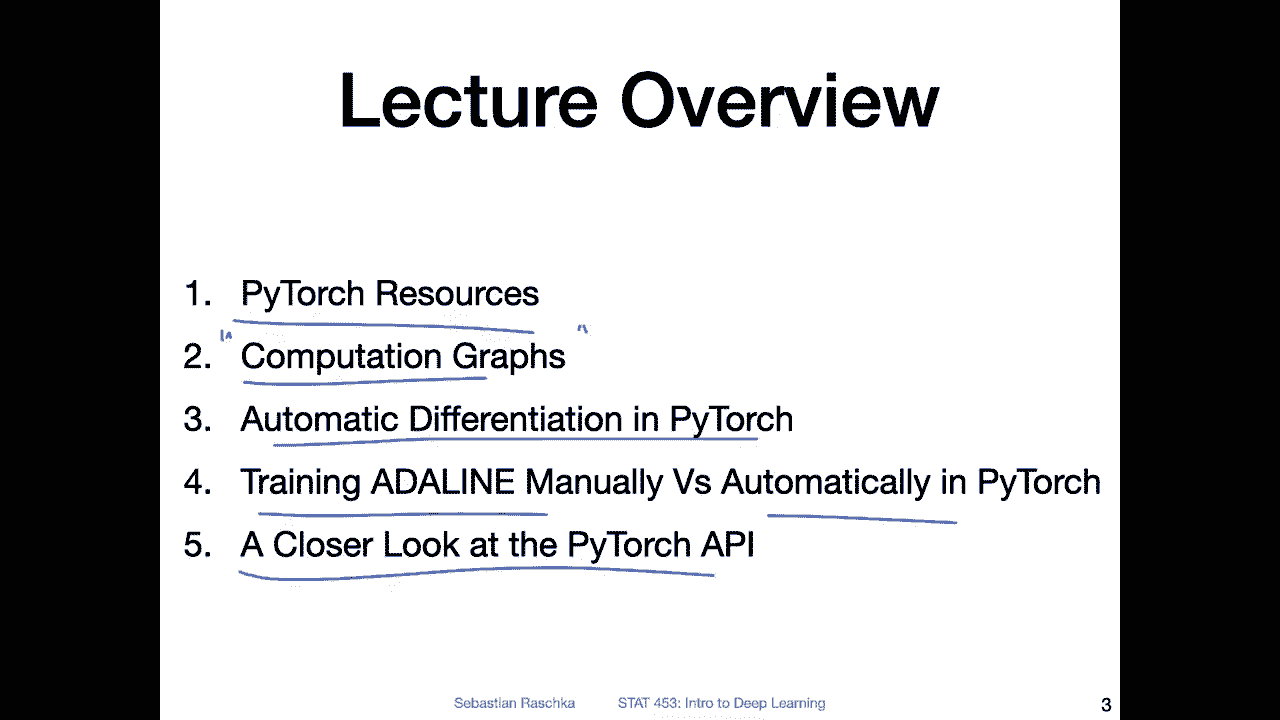 Lecture Overview
1. PyTorch Resources
2. Computation Graphs
3. Automatic Differentiation in PyTorch
4. Training ADALINE Manually Vs Automatically in PyTorch
5. A Closer Look at the PyTorch API
Sebastian Raschka STAT 453: Intro to Deep Learning 3